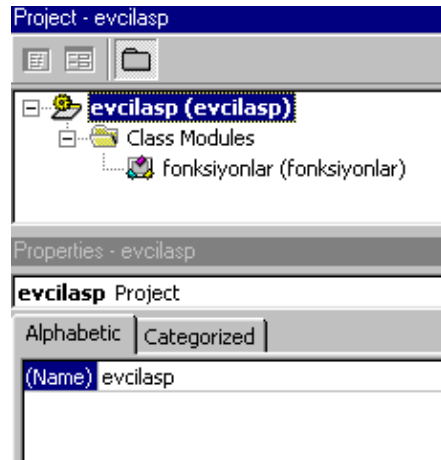 Project - evcilasp
evcilasp (evcilasp)
Class Modules
fonksiyonlar (fonksiyonlar)
Properties - evcilasp
evcilasp Project
Alphabetic Categorized
(Name) evcilasp